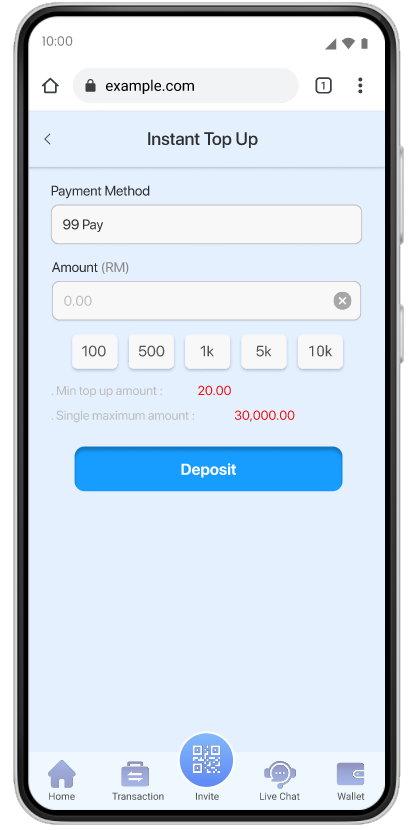 10:00
example.com
1
Instant Top Up
Payment Method
99 Pay
Amount (RM)
0.00
100 500 1k 5k 10k
. Min top up amount : 20.00
. Single maximum amount : 30,000.00
Deposit
Home Transaction Invite Live Chat Wallet